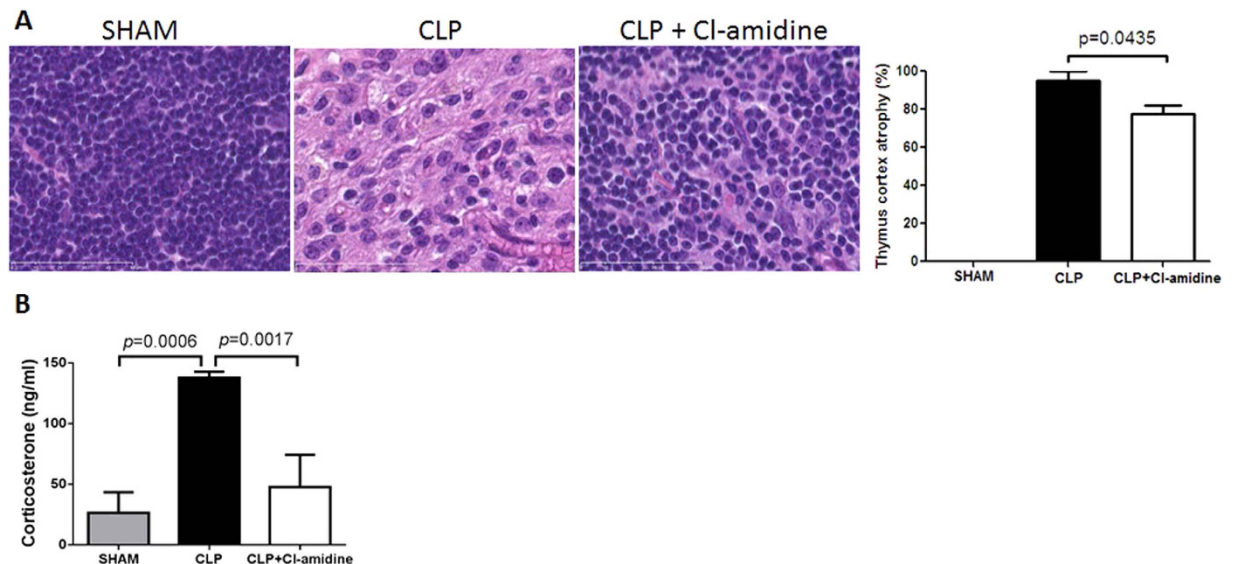 A
SHAM
CLP
CLP + Cl-amidine
p=0.0435
Thymus cortex atrophy (%)
100
80
60
40
20
0
SHAM
CLP
CLP+Cl-amidine
B
p=0.0006
p=0.0017
Corticosterone (ng/ml)
150
100
50
0
SHAM
CLP
CLP+Cl-amidine